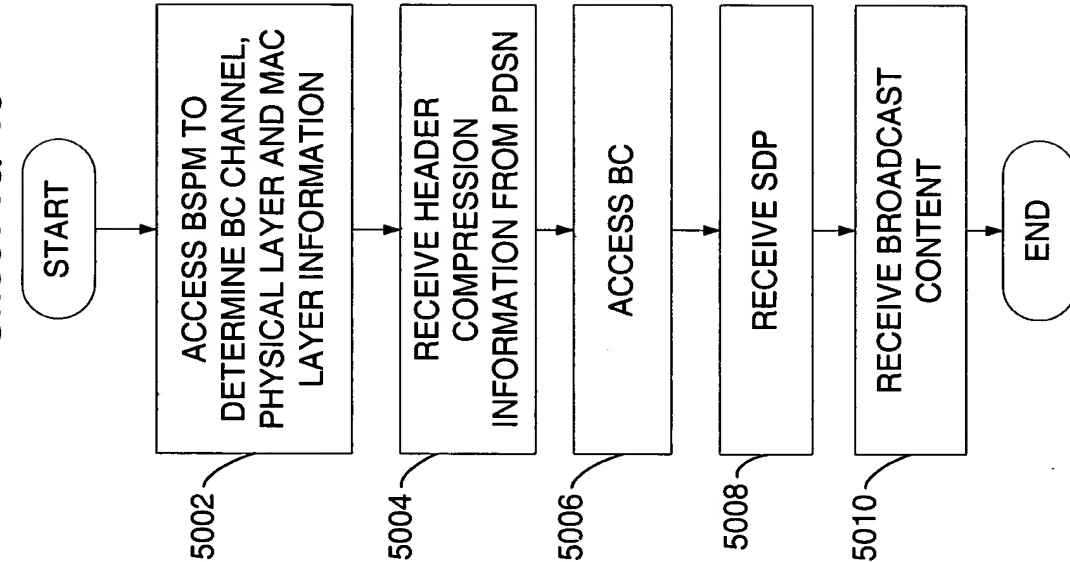 START
5002
ACCESS BSPM TO
DETERMINE BC CHANNEL,
PHYSICAL LAYER AND MAC
LAYER INFORMATION
5004
RECEIVE HEADER
COMPRESSION
INFORMATION FROM PDSN
5006
ACCESS BC
5008
RECEIVE SDP
5010
RECEIVE BROADCAST
CONTENT
END